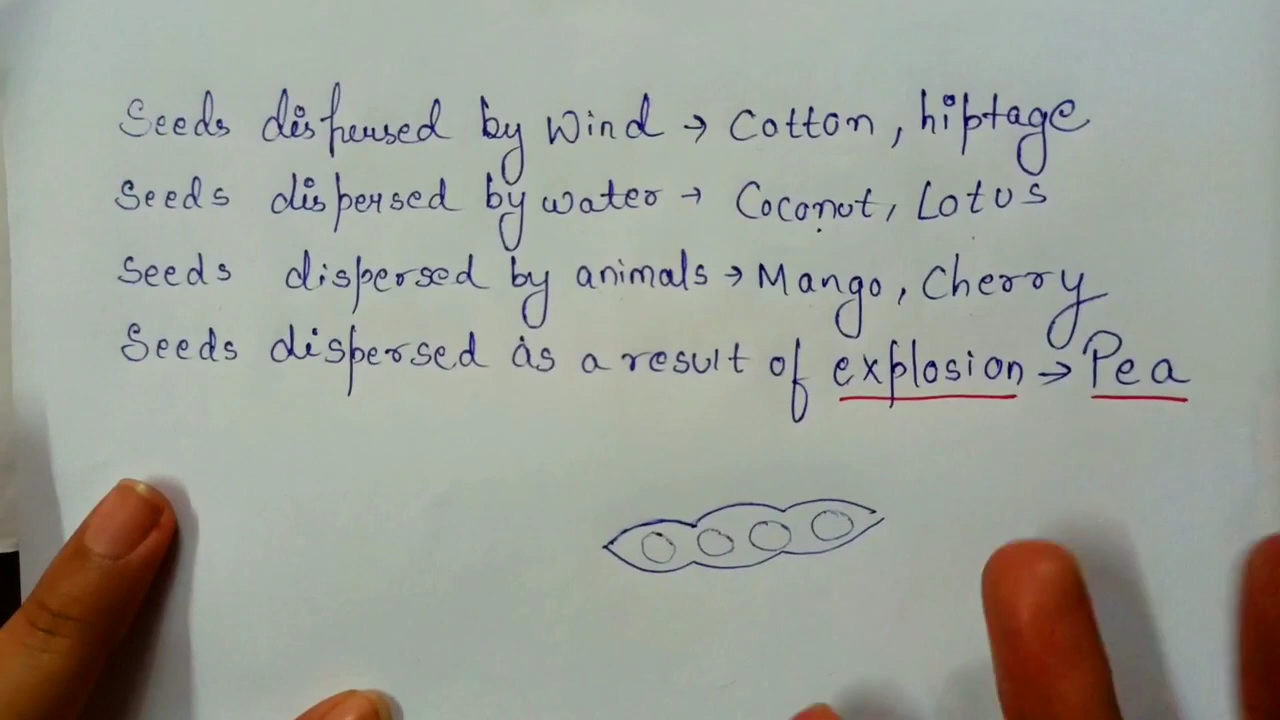 Seeds dispersed by Wind → Cotton, hiptage
Seeds dispersed by water → Coconut, Lotus
Seeds dispersed by animals → Mango, Cherry
Seeds dispersed as a result of explosion → Pea